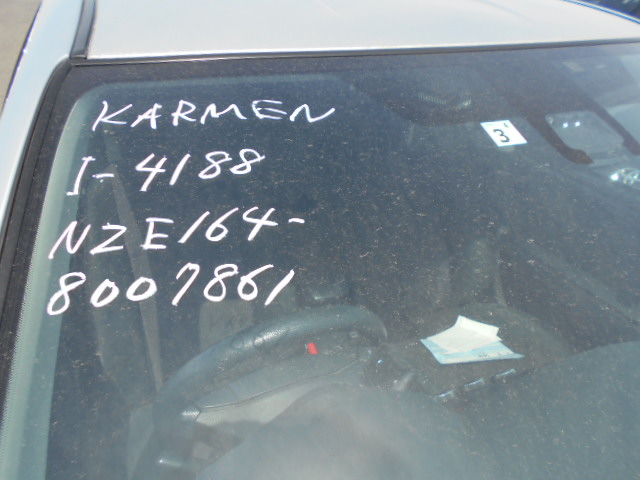 KARMEN
I-4188
NZE164-
8007861
3